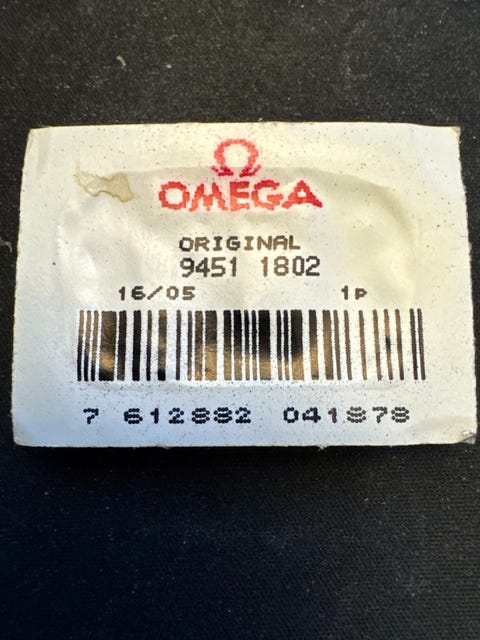 Ω
OMEGA
ORIGINAL
9451 1802
16/05 1P
7 612882 041878